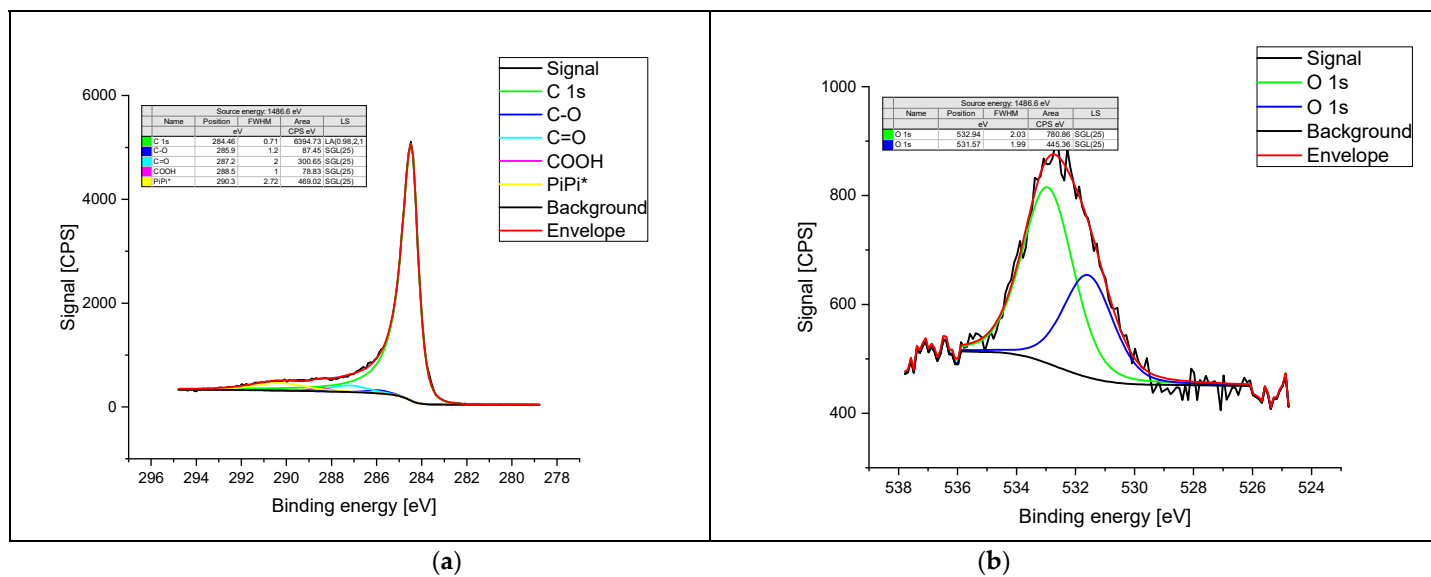 Signal
C 1s
C-O
C=O
COOH
PiPi*
Background
Envelope
Source energy: 1486.6 eV
Name Position FWHM Area LS
eV CPS eV
C 1s 284.46 0.71 6394.73 LA(0.98,2,1
C-O 285.9 1.2 87.45 SGL(25)
C=O 287.2 2 300.65 SGL(25)
COOH 288.5 1 78.83 SGL(25)
PiPi* 290.3 2.72 469.02 SGL(25)
Signal [CPS]
6000
4000
2000
0
296 294 292 290 288 286 284 282 280 278
Binding energy [eV]
(a)
Signal
O 1s
O 1s
Background
Envelope
Source energy: 1486.6 eV
Name Position FWHM Area LS
eV CPS eV
O 1s 532.94 2.03 780.86 SGL(25)
O 1s 531.57 1.99 445.36 SGL(25)
Signal [CPS]
1000
800
600
400
538 536 534 532 530 528 526 524
Binding energy [eV]
(b)